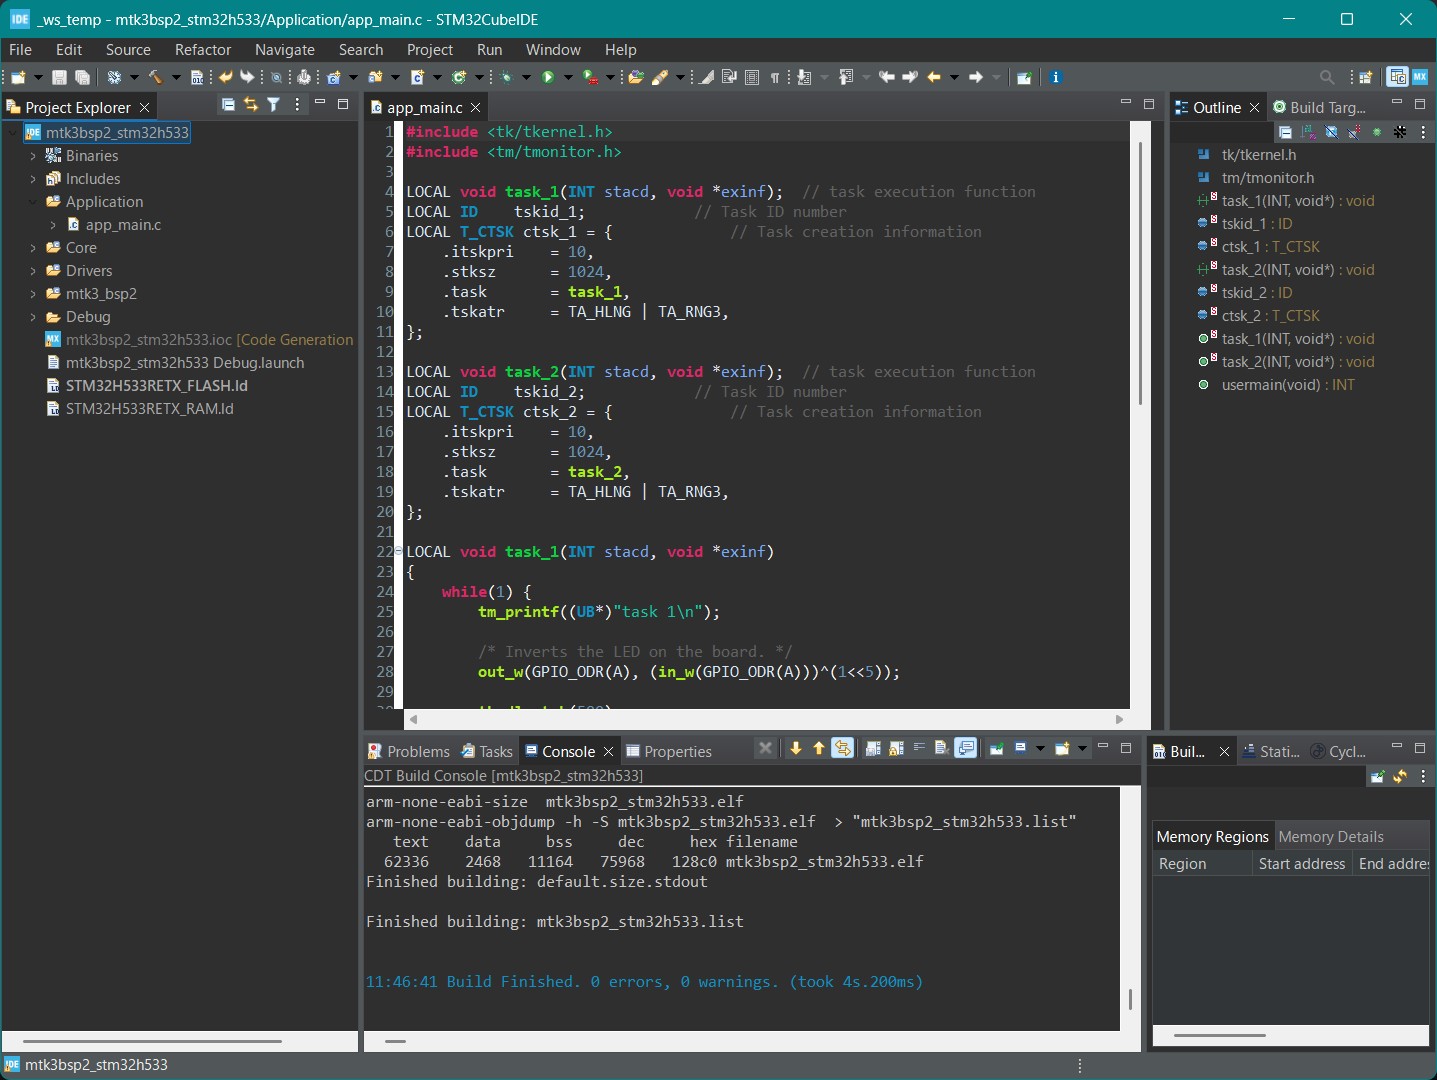 _ws_temp - mtk3bsp2_stm32h533/Application/app_main.c - STM32CubeIDE
File Edit Source Refactor Navigate Search Project Run Window Help
Project Explorer
mtk3bsp2_stm32h533
Binaries
Includes
Application
app_main.c
Core
Drivers
mtk3_bsp2
Debug
mtk3bsp2_stm32h533.ioc [Code Generation
mtk3bsp2_stm32h533 Debug.launch
STM32H533RETX_FLASH.ld
STM32H533RETX_RAM.ld
app_main.c
1 #include <tk/tkernel.h>
2 #include <tm/tmonitor.h>
3
4 LOCAL void task_1(INT stacd, void *exinf);  // task execution function
5 LOCAL ID    tskid_1;            // Task ID number
6 LOCAL T_CTSK ctsk_1 = {             // Task creation information
7     .itskpri    = 10,
8     .stksz      = 1024,
9     .task       = task_1,
10     .tskatr     = TA_HLNG | TA_RNG3,
11 };
12
13 LOCAL void task_2(INT stacd, void *exinf);  // task execution function
14 LOCAL ID    tskid_2;            // Task ID number
15 LOCAL T_CTSK ctsk_2 = {             // Task creation information
16     .itskpri    = 10,
17     .stksz      = 1024,
18     .task       = task_2,
19     .tskatr     = TA_HLNG | TA_RNG3,
20 };
21
22 LOCAL void task_1(INT stacd, void *exinf)
23 {
24     while(1) {
25         tm_printf((UB*)"task 1\n");
26
27         /* Inverts the LED on the board. */
28         out_w(GPIO_ODR(A), (in_w(GPIO_ODR(A)))^(1<<5));
29
Outline Build Targ...
tk/tkernel.h
tm/tmonitor.h
task_1(INT, void*) : void
tskid_1 : ID
ctsk_1 : T_CTSK
task_2(INT, void*) : void
tskid_2 : ID
ctsk_2 : T_CTSK
task_1(INT, void*) : void
task_2(INT, void*) : void
usermain(void) : INT
Problems Tasks Console Properties
CDT Build Console [mtk3bsp2_stm32h533]
arm-none-eabi-size  mtk3bsp2_stm32h533.elf
arm-none-eabi-objdump -h -S mtk3bsp2_stm32h533.elf  > "mtk3bsp2_stm32h533.list"
text    data     bss     dec     hex filename
62336    2468   11164   75968   128c0 mtk3bsp2_stm32h533.elf
Finished building: default.size.stdout
Finished building: mtk3bsp2_stm32h533.list
11:46:41 Build Finished. 0 errors, 0 warnings. (took 4s.200ms)
Buil... Stati... Cycl...
Memory Regions Memory Details
Region Start address End addre
mtk3bsp2_stm32h533